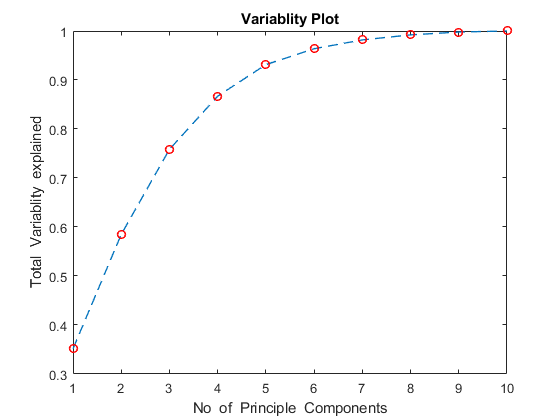 Variablity Plot
Total Variablity explained
1
0.9
0.8
0.7
0.6
0.5
0.4
0.3
1 2 3 4 5 6 7 8 9 10
No of Principle Components